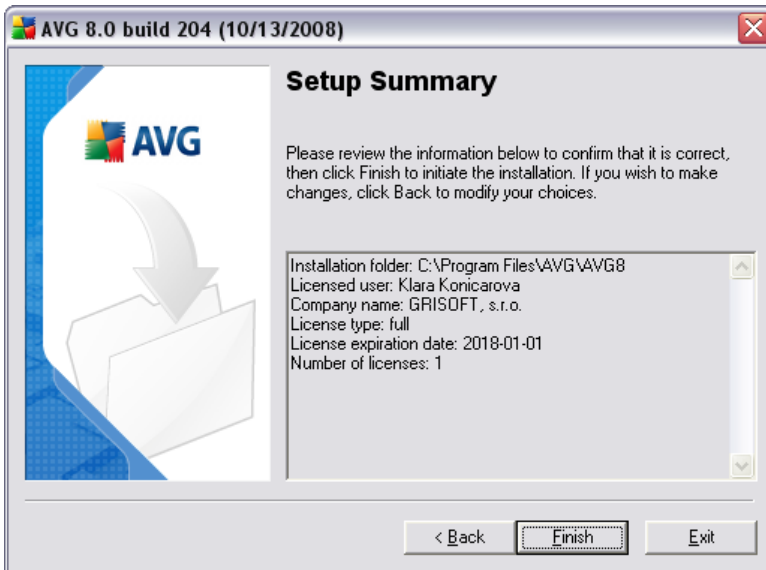 AVG 8.0 build 204 (10/13/2008)
AVG
Setup Summary
Please review the information below to confirm that it is correct,
then click Finish to initiate the installation. If you wish to make
changes, click Back to modify your choices.
Installation folder: C:\Program Files\AVG\AVG8
Licensed user: Klara Konicarova
Company name: GRISOFT, s.r.o.
License type: full
License expiration date: 2018-01-01
Number of licenses: 1
< Back
Finish
Exit